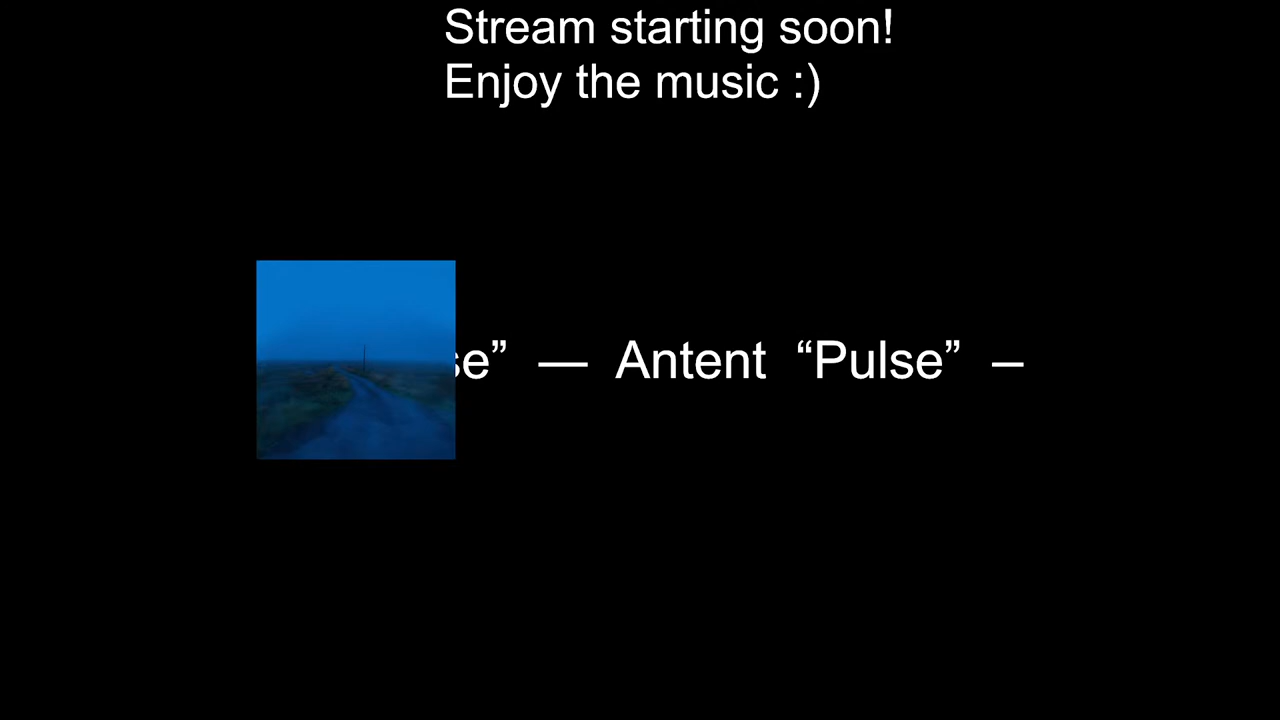 Stream starting soon!
Enjoy the music :)
se” — Antent “Pulse” –